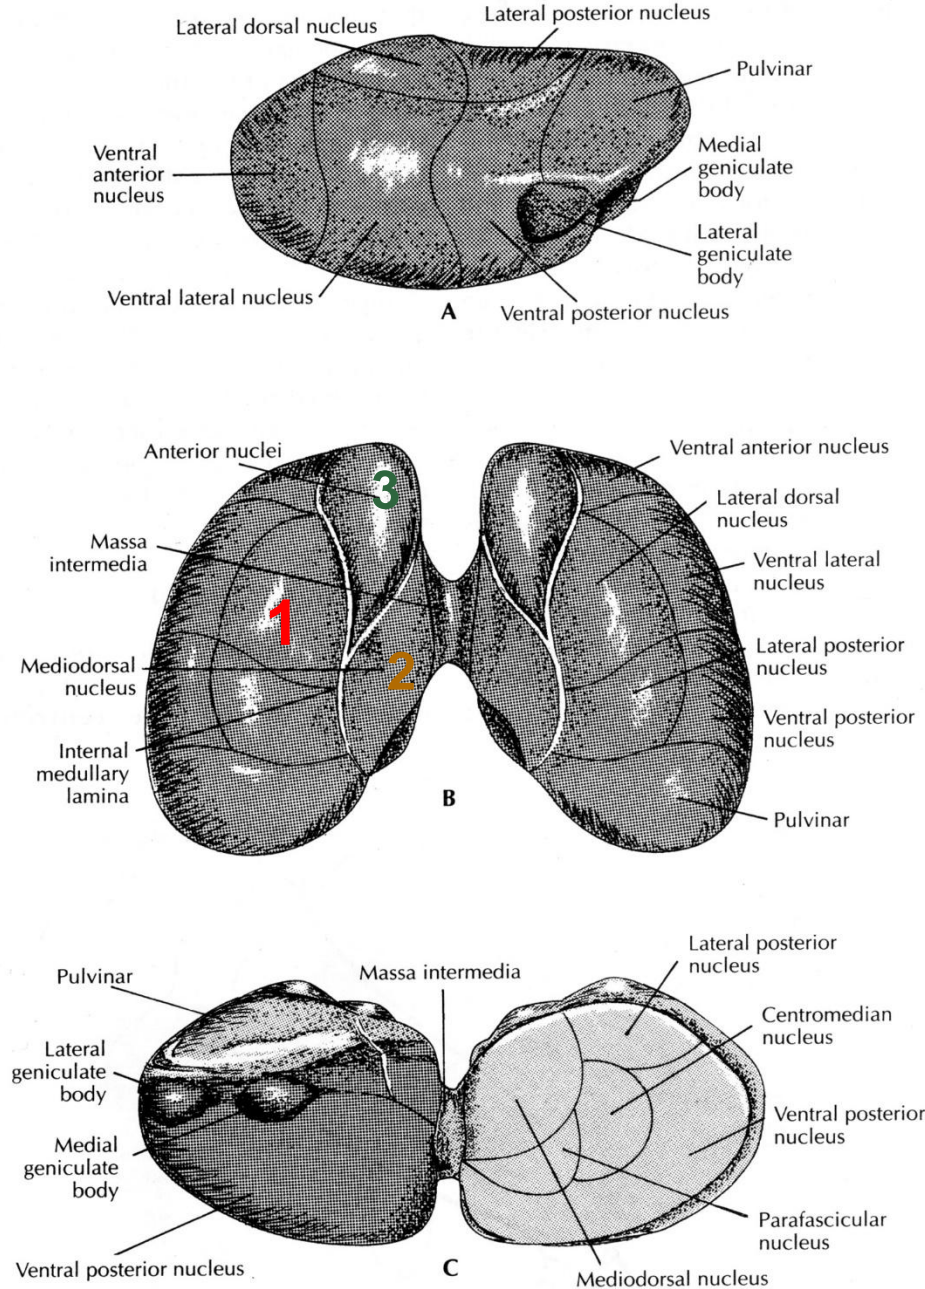 Lateral dorsal nucleus
Lateral posterior nucleus
Pulvinar
Ventral
anterior
nucleus
Medial
geniculate
body
Lateral
geniculate
body
Ventral lateral nucleus
Ventral posterior nucleus
A
Anterior nuclei
3
Ventral anterior nucleus
Lateral dorsal
nucleus
Massa
intermedia
Ventral lateral
nucleus
1
Mediodorsal
nucleus
2
Lateral posterior
nucleus
Internal
medullary
lamina
Ventral posterior
nucleus
B
Pulvinar
Pulvinar
Massa intermedia
Lateral posterior
nucleus
Lateral
geniculate
body
Centromedian
nucleus
Medial
geniculate
body
Ventral posterior
nucleus
Parafascicular
nucleus
Ventral posterior nucleus
C
Mediodorsal nucleus